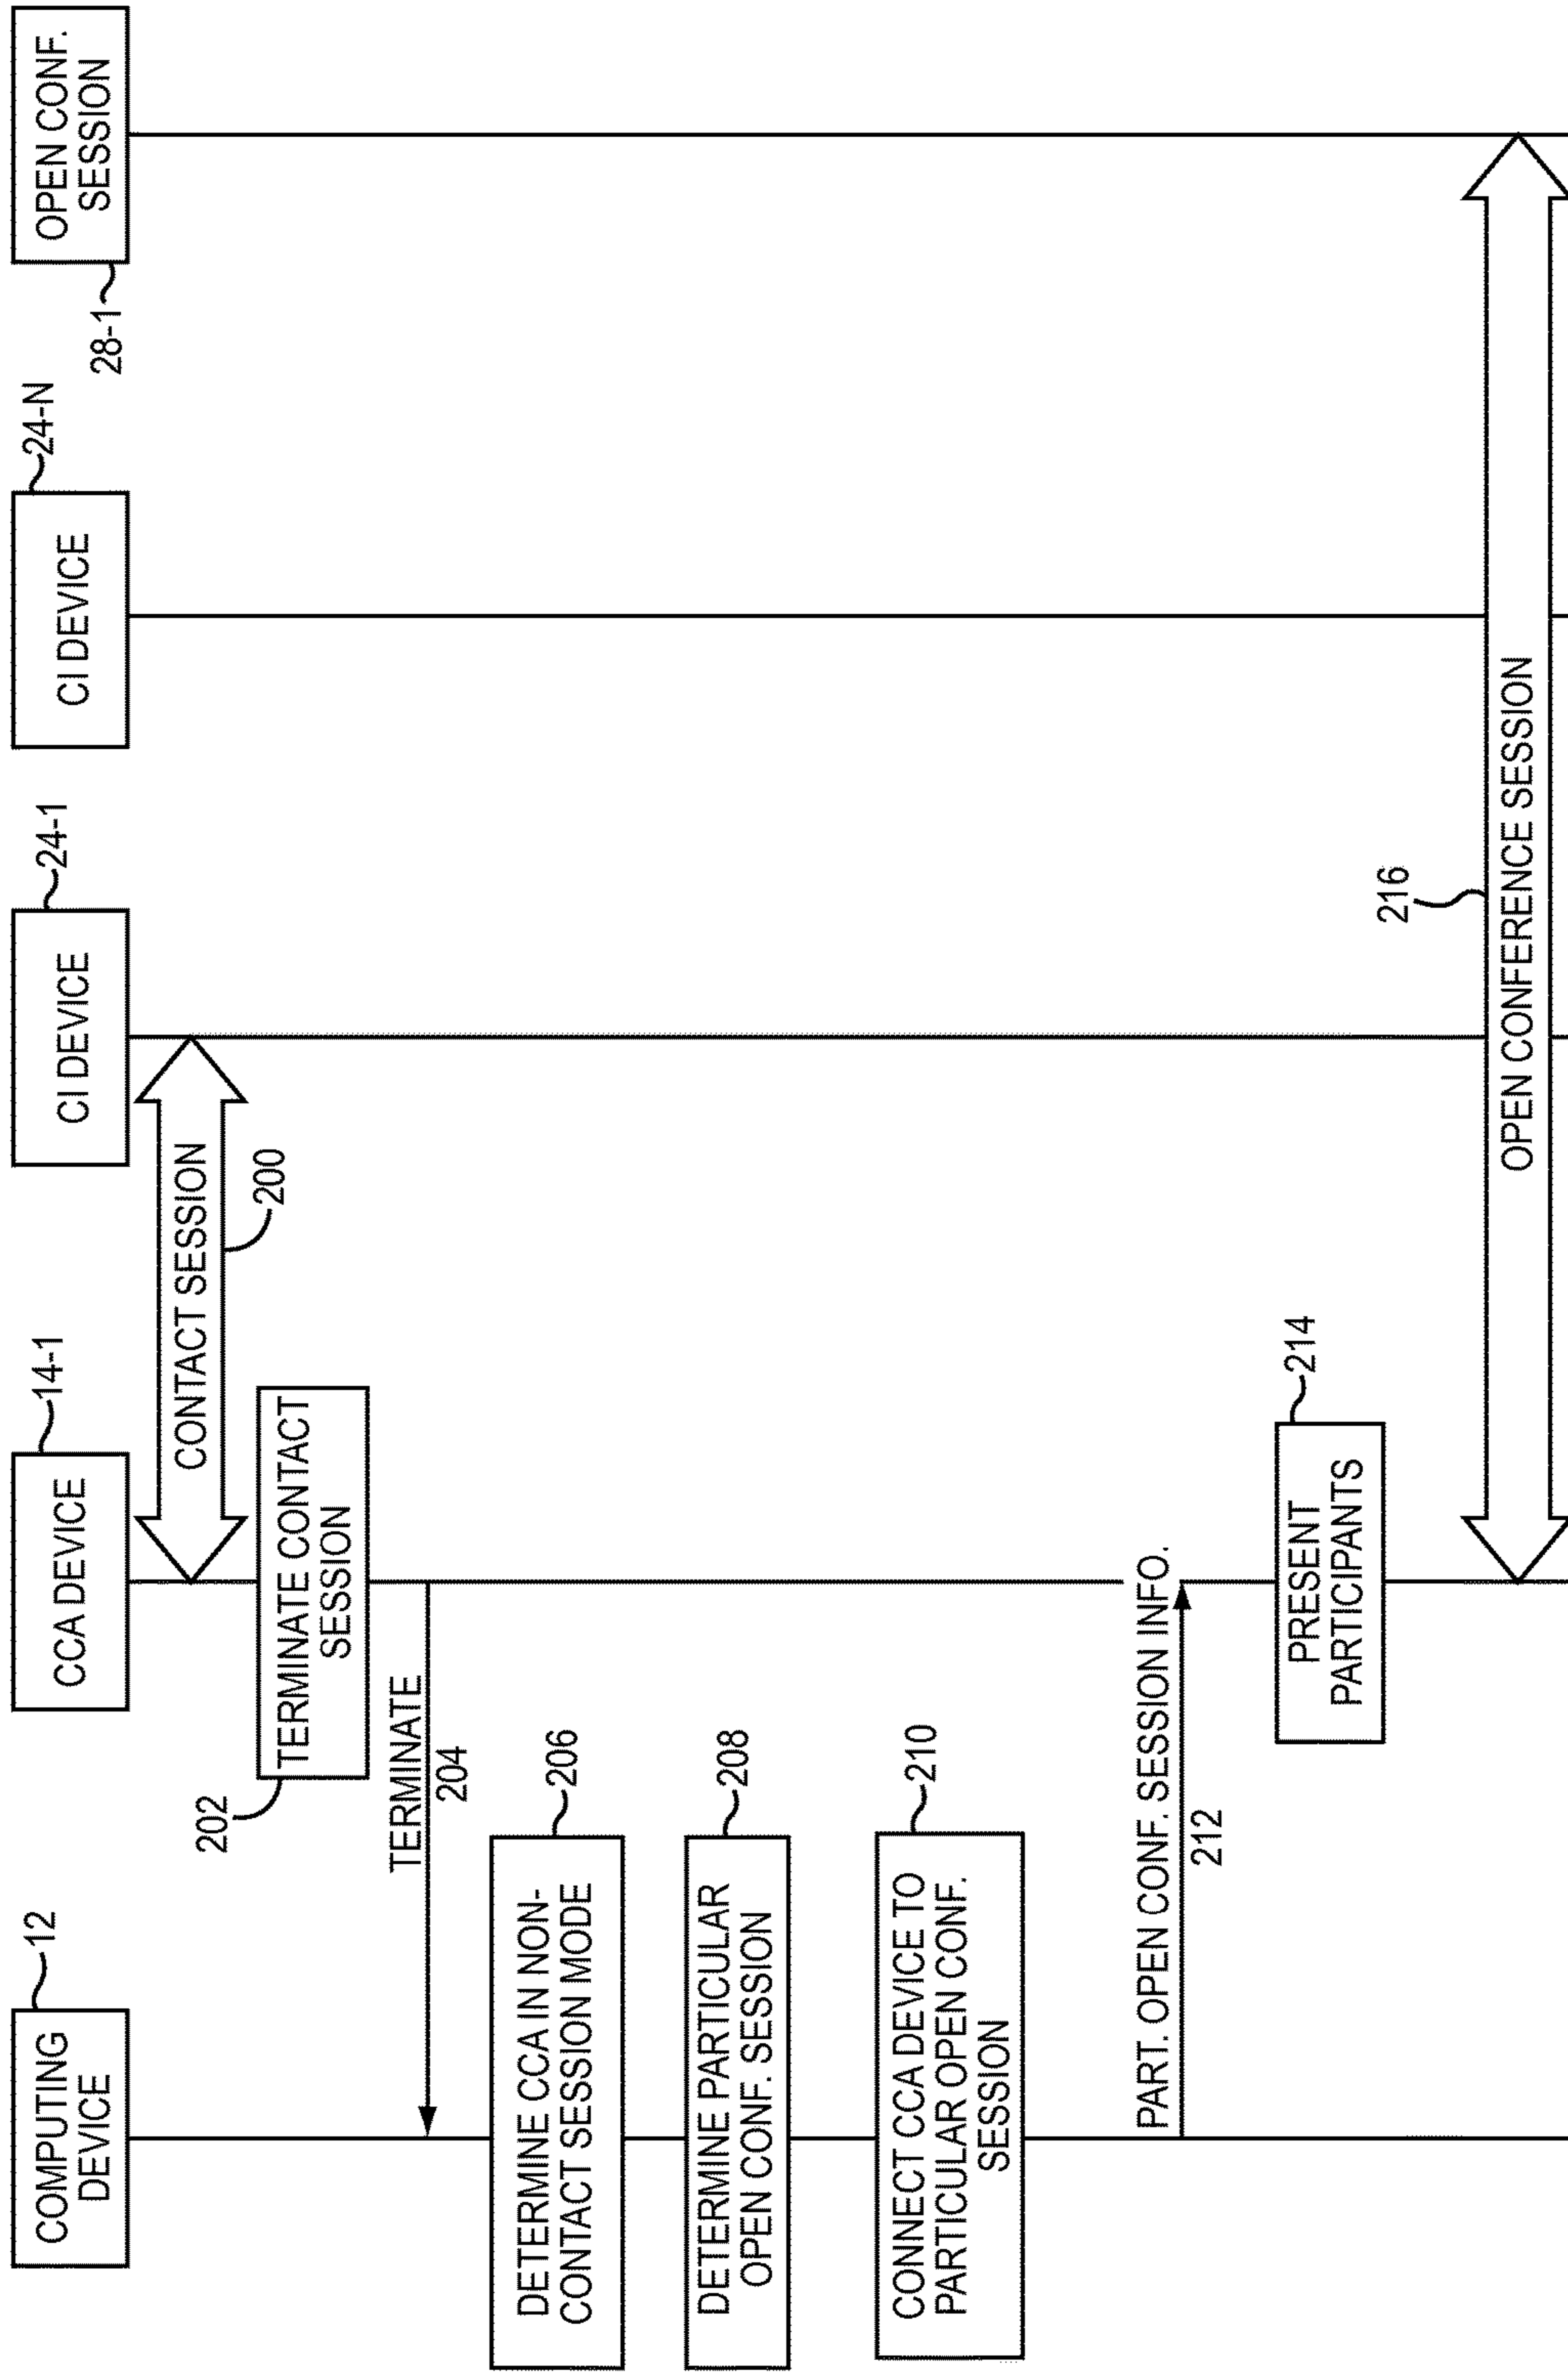 COMPUTING
DEVICE
12
CCA DEVICE
14-1
CI DEVICE
24-1
CI DEVICE
24-N
OPEN CONF.
SESSION
28-1
CONTACT SESSION
200
TERMINATE CONTACT
SESSION
202
TERMINATE
204
DETERMINE CCA IN NON-
CONTACT SESSION MODE
206
DETERMINE PARTICULAR
OPEN CONF. SESSION
208
CONNECT CCA DEVICE TO
PARTICULAR OPEN CONF.
SESSION
210
PART. OPEN CONF. SESSION INFO.
212
PRESENT
PARTICIPANTS
214
216
OPEN CONFERENCE SESSION